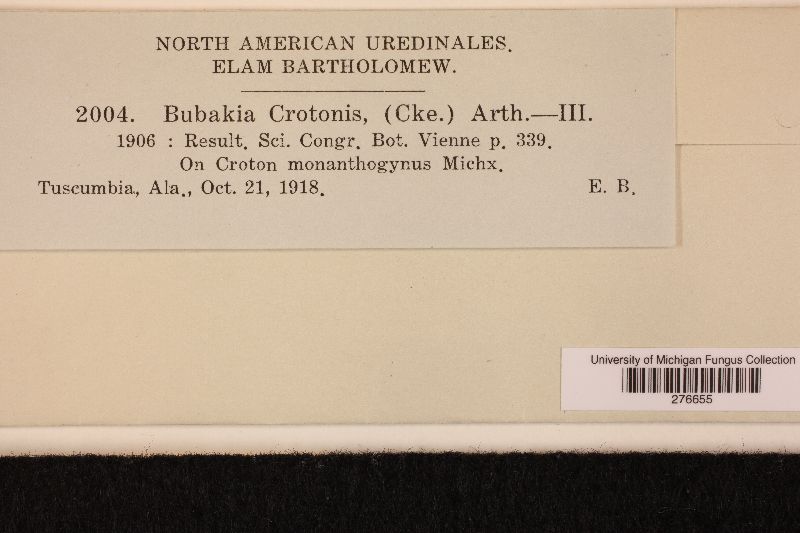 NORTH AMERICAN UREDINALES.
ELAM BARTHOLOMEW.
2004. Bubakia Crotonis, (Cke.) Arth.—III.
1906 : Result. Sci. Congr. Bot. Vienne p. 339.
On Croton monanthogynus Michx.
Tuscumbia, Ala., Oct. 21, 1918. E. B.
University of Michigan Fungus Collection
276655